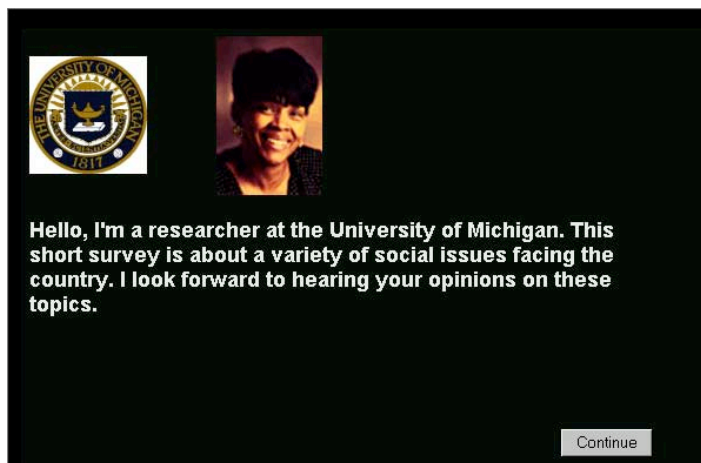 THE UNIVERSITY OF MICHIGAN
1817
Hello, I'm a researcher at the University of Michigan. This
short survey is about a variety of social issues facing the
country. I look forward to hearing your opinions on these
topics.
Continue